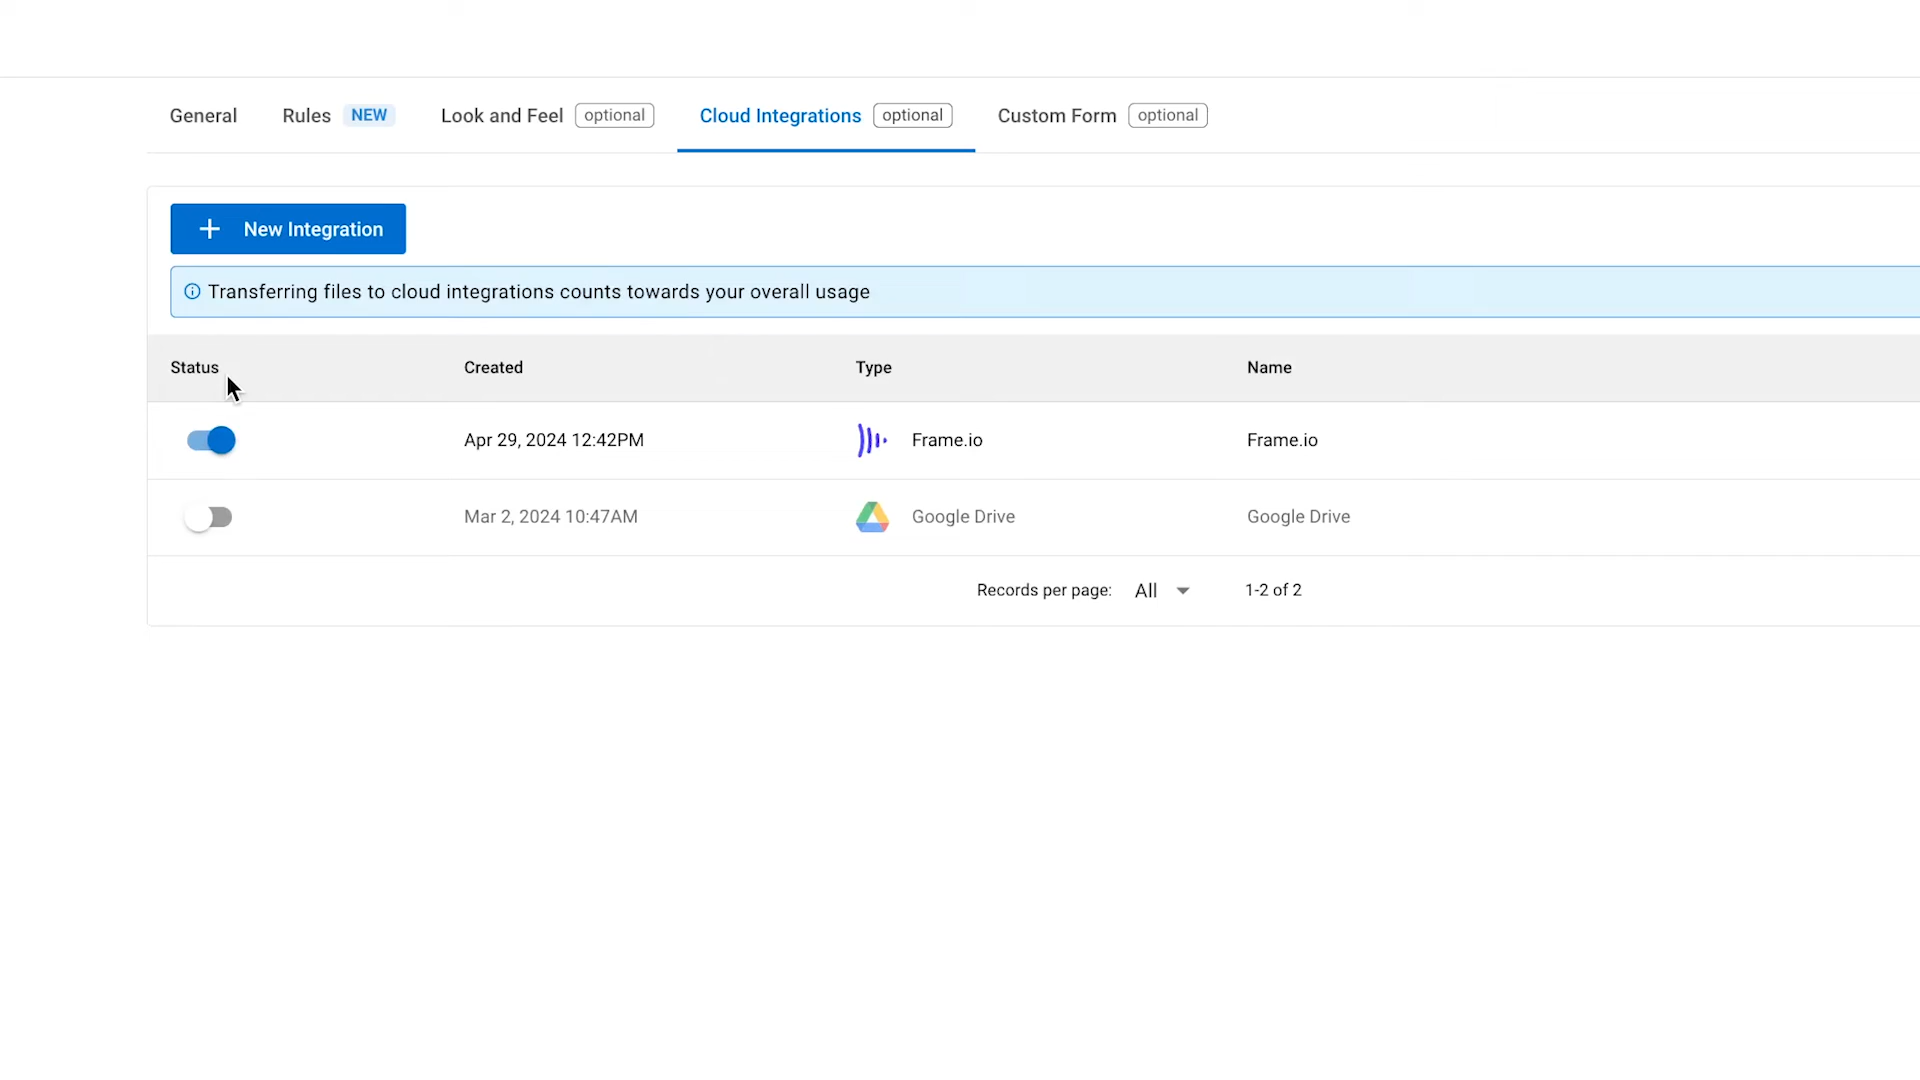 General Rules NEW Look and Feel optional Cloud Integrations optional Custom Form optional
New Integration
Transferring files to cloud integrations counts towards your overall usage
Status Created Type Name
Apr 29, 2024 12:42PM Frame.io Frame.io
Mar 2, 2024 10:47AM Google Drive Google Drive
Records per page: All 1-2 of 2